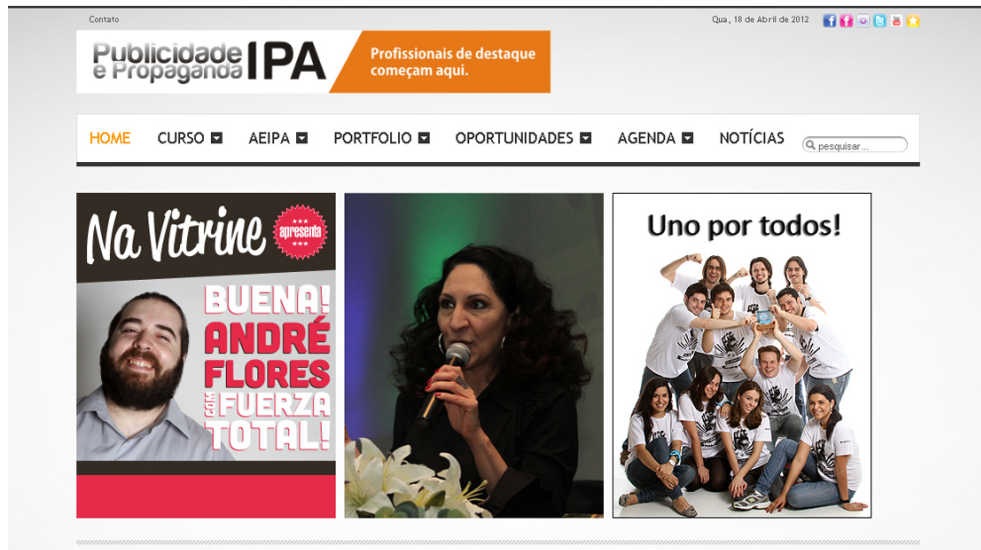 Contato
Qua, 18 de Abril de 2012
Publicidade
e Propaganda
IPA
Profissionais de destaque
começam aqui.
HOME CURSO AEIPA PORTFOLIO OPORTUNIDADES AGENDA NOTÍCIAS
pesquisar...
Na Vitrine
apresenta
BUENA!
ANDRÉ
FLORES
COM FUERZA
TOTAL!
Uno por todos!